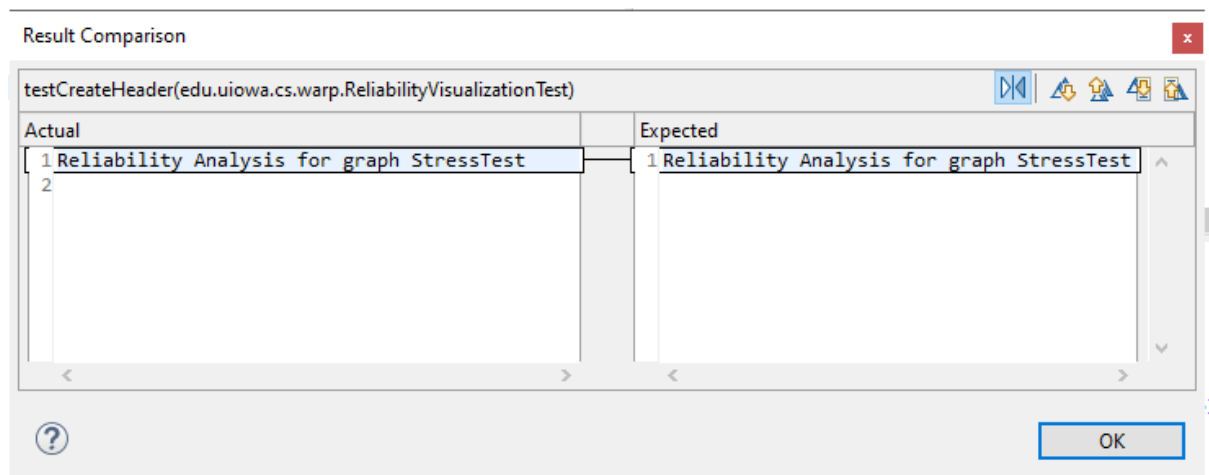 Result Comparison
x
testCreateHeader(edu.uiowa.cs.warp.ReliabilityVisualizationTest)
Actual
Expected
1 Reliability Analysis for graph StressTest
2
1 Reliability Analysis for graph StressTest
?
OK